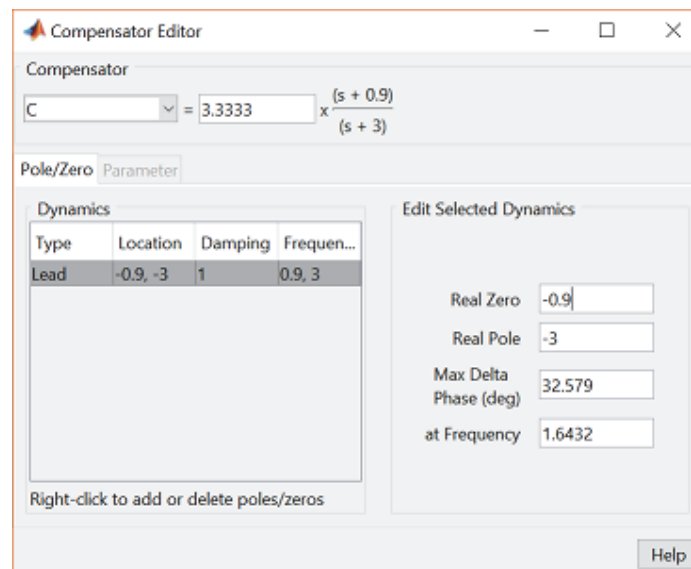 Compensator Editor
Compensator
C = 3.3333 x (s + 0.9)
(s + 3)
Pole/Zero Parameter
Dynamics
Type Location Damping Frequen...
Lead -0.9, -3 1 0.9, 3
Right-click to add or delete poles/zeros
Edit Selected Dynamics
Real Zero -0.9
Real Pole -3
Max Delta
Phase (deg) 32.579
at Frequency 1.6432
Help